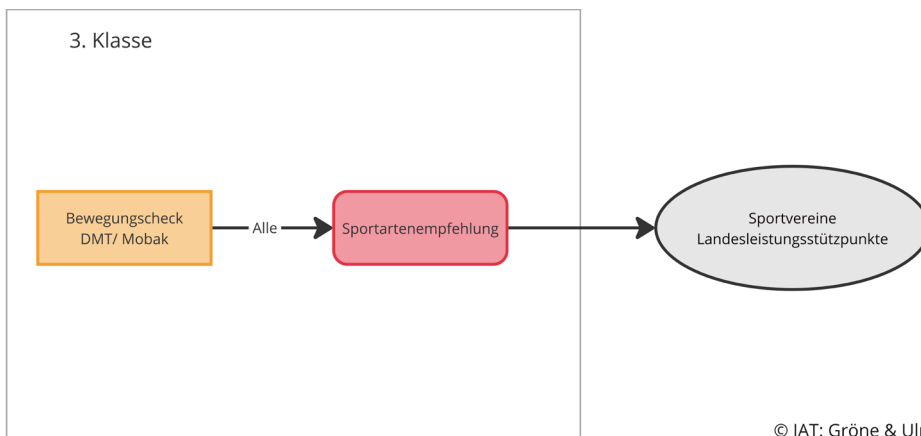 3. Klasse
Bewegungscheck
DMT/ Mobak
Alle
Sportartenempfehlung
Sportvereine
Landesleistungsstützpunkte
© IAT: Gröne &